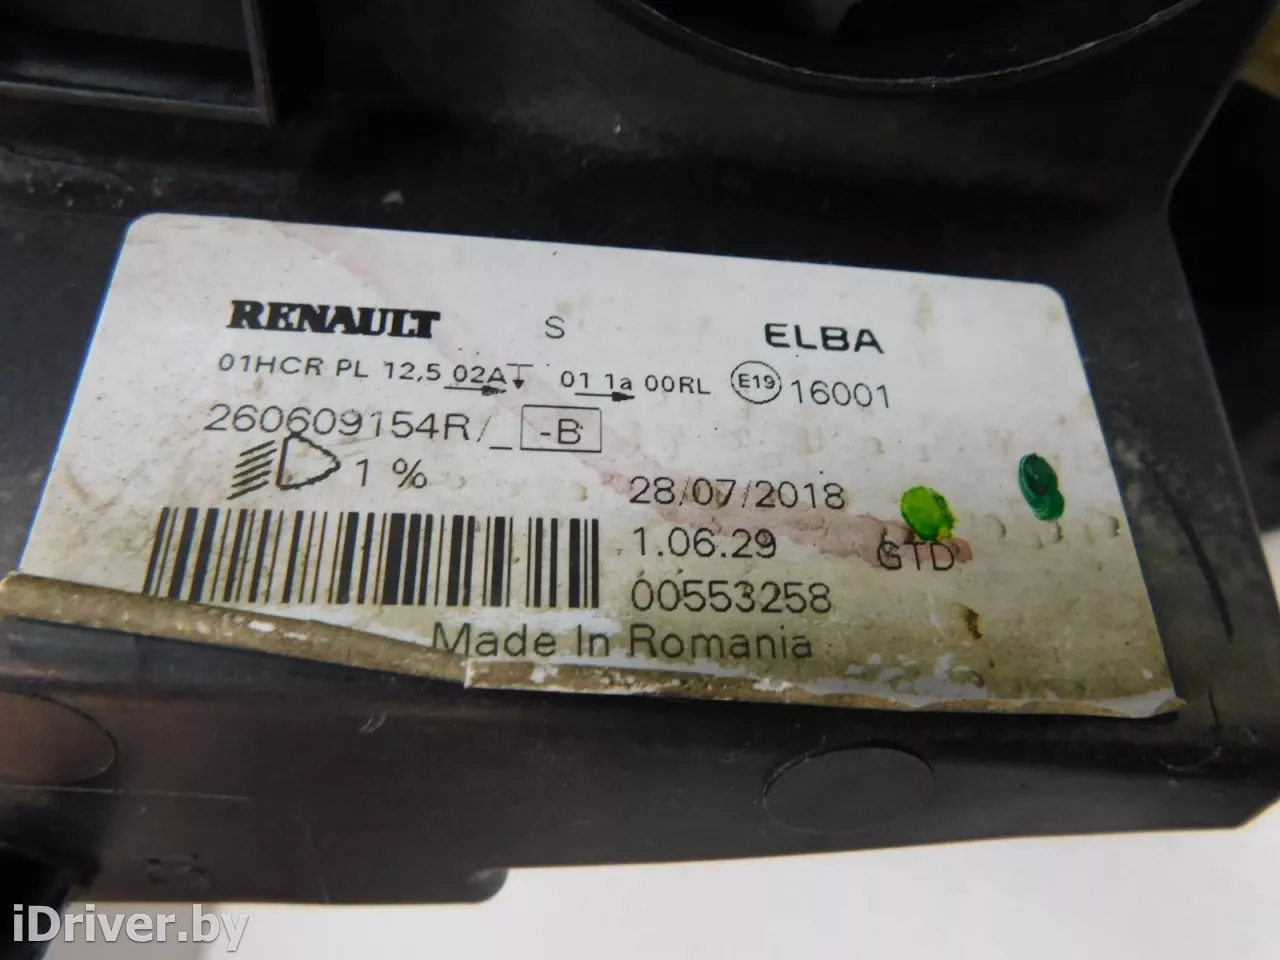 RENAULT S ELBA
01HCR PL 12,5 02A 01 1a 00RL E19 16001
260609154R/_ -B
1 % 28/07/2018
1.06.29 GTD
00553258
Made In Romania
iDriver.by